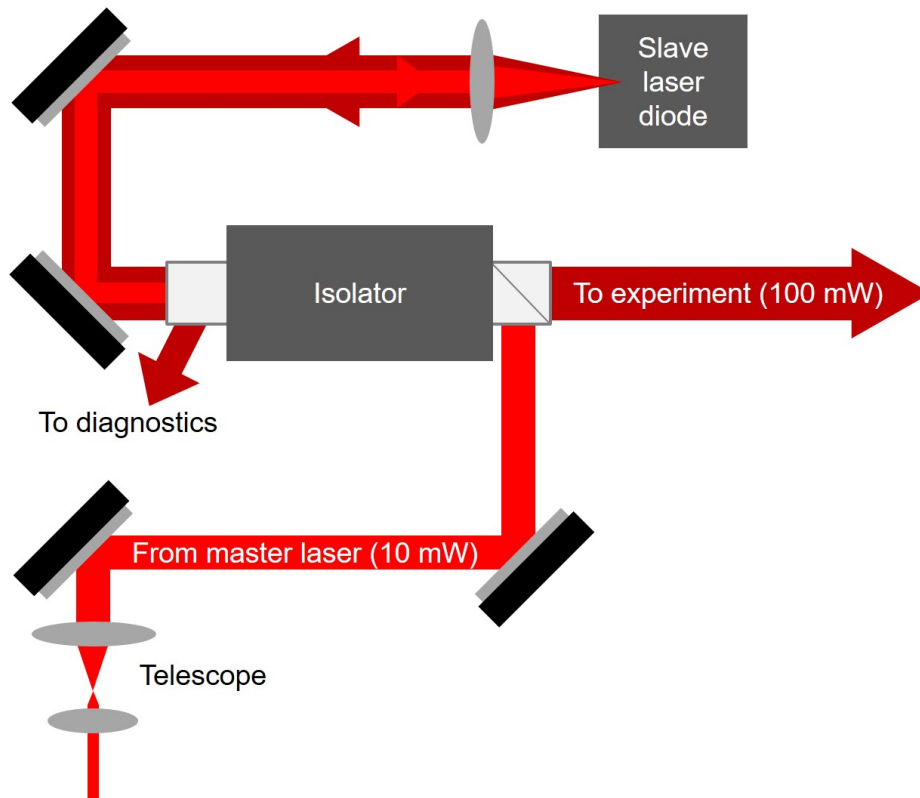 Slave
laser
diode
Isolator
To experiment (100 mW)
To diagnostics
From master laser (10 mW)
Telescope